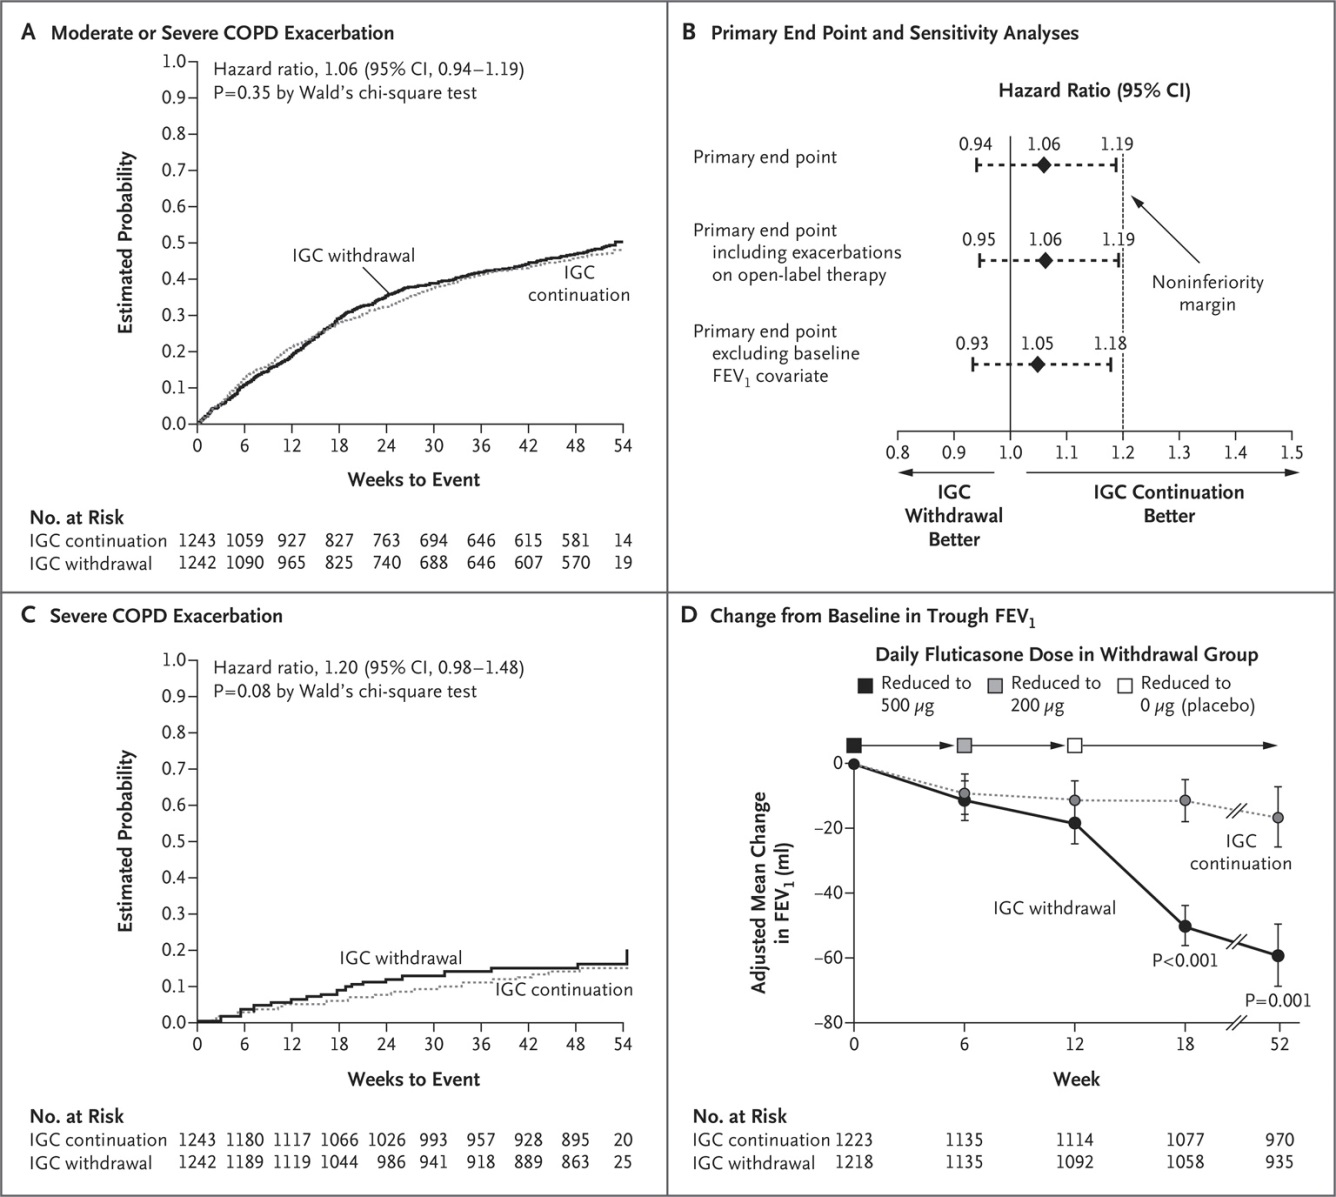 A Moderate or Severe COPD Exacerbation
Hazard ratio, 1.06 (95% CI, 0.94–1.19)
P=0.35 by Wald's chi-square test
Estimated Probability
1.0
0.9
0.8
0.7
0.6
0.5
0.4
0.3
0.2
0.1
0.0
IGC withdrawal
IGC
continuation
0 6 12 18 24 30 36 42 48 54
Weeks to Event
No. at Risk
IGC continuation 1243 1059 927 827 763 694 646 615 581 14
IGC withdrawal 1242 1090 965 825 740 688 646 607 570 19
B Primary End Point and Sensitivity Analyses
Hazard Ratio (95% CI)
Primary end point
0.94 1.06 1.19
Primary end point
including exacerbations
on open-label therapy
0.95 1.06 1.19
Primary end point
excluding baseline
FEV1 covariate
0.93 1.05 1.18
Noninferiority
margin
0.8 0.9 1.0 1.1 1.2 1.3 1.4 1.5
IGC
Withdrawal
Better
IGC Continuation
Better
C Severe COPD Exacerbation
Hazard ratio, 1.20 (95% CI, 0.98–1.48)
P=0.08 by Wald's chi-square test
Estimated Probability
1.0
0.9
0.8
0.7
0.6
0.5
0.4
0.3
0.2
0.1
0.0
IGC withdrawal
IGC continuation
0 6 12 18 24 30 36 42 48 54
Weeks to Event
No. at Risk
IGC continuation 1243 1180 1117 1066 1026 993 957 928 895 20
IGC withdrawal 1242 1189 1119 1044 986 941 918 889 863 25
D Change from Baseline in Trough FEV1
Daily Fluticasone Dose in Withdrawal Group
Reduced to
500 µg
Reduced to
200 µg
Reduced to
0 µg (placebo)
Adjusted Mean Change
in FEV1 (ml)
0
–20
–40
–60
–80
IGC
continuation
IGC withdrawal
P<0.001
P=0.001
0 6 12 18 52
Week
No. at Risk
IGC continuation 1223 1135 1114 1077 970
IGC withdrawal 1218 1135 1092 1058 935